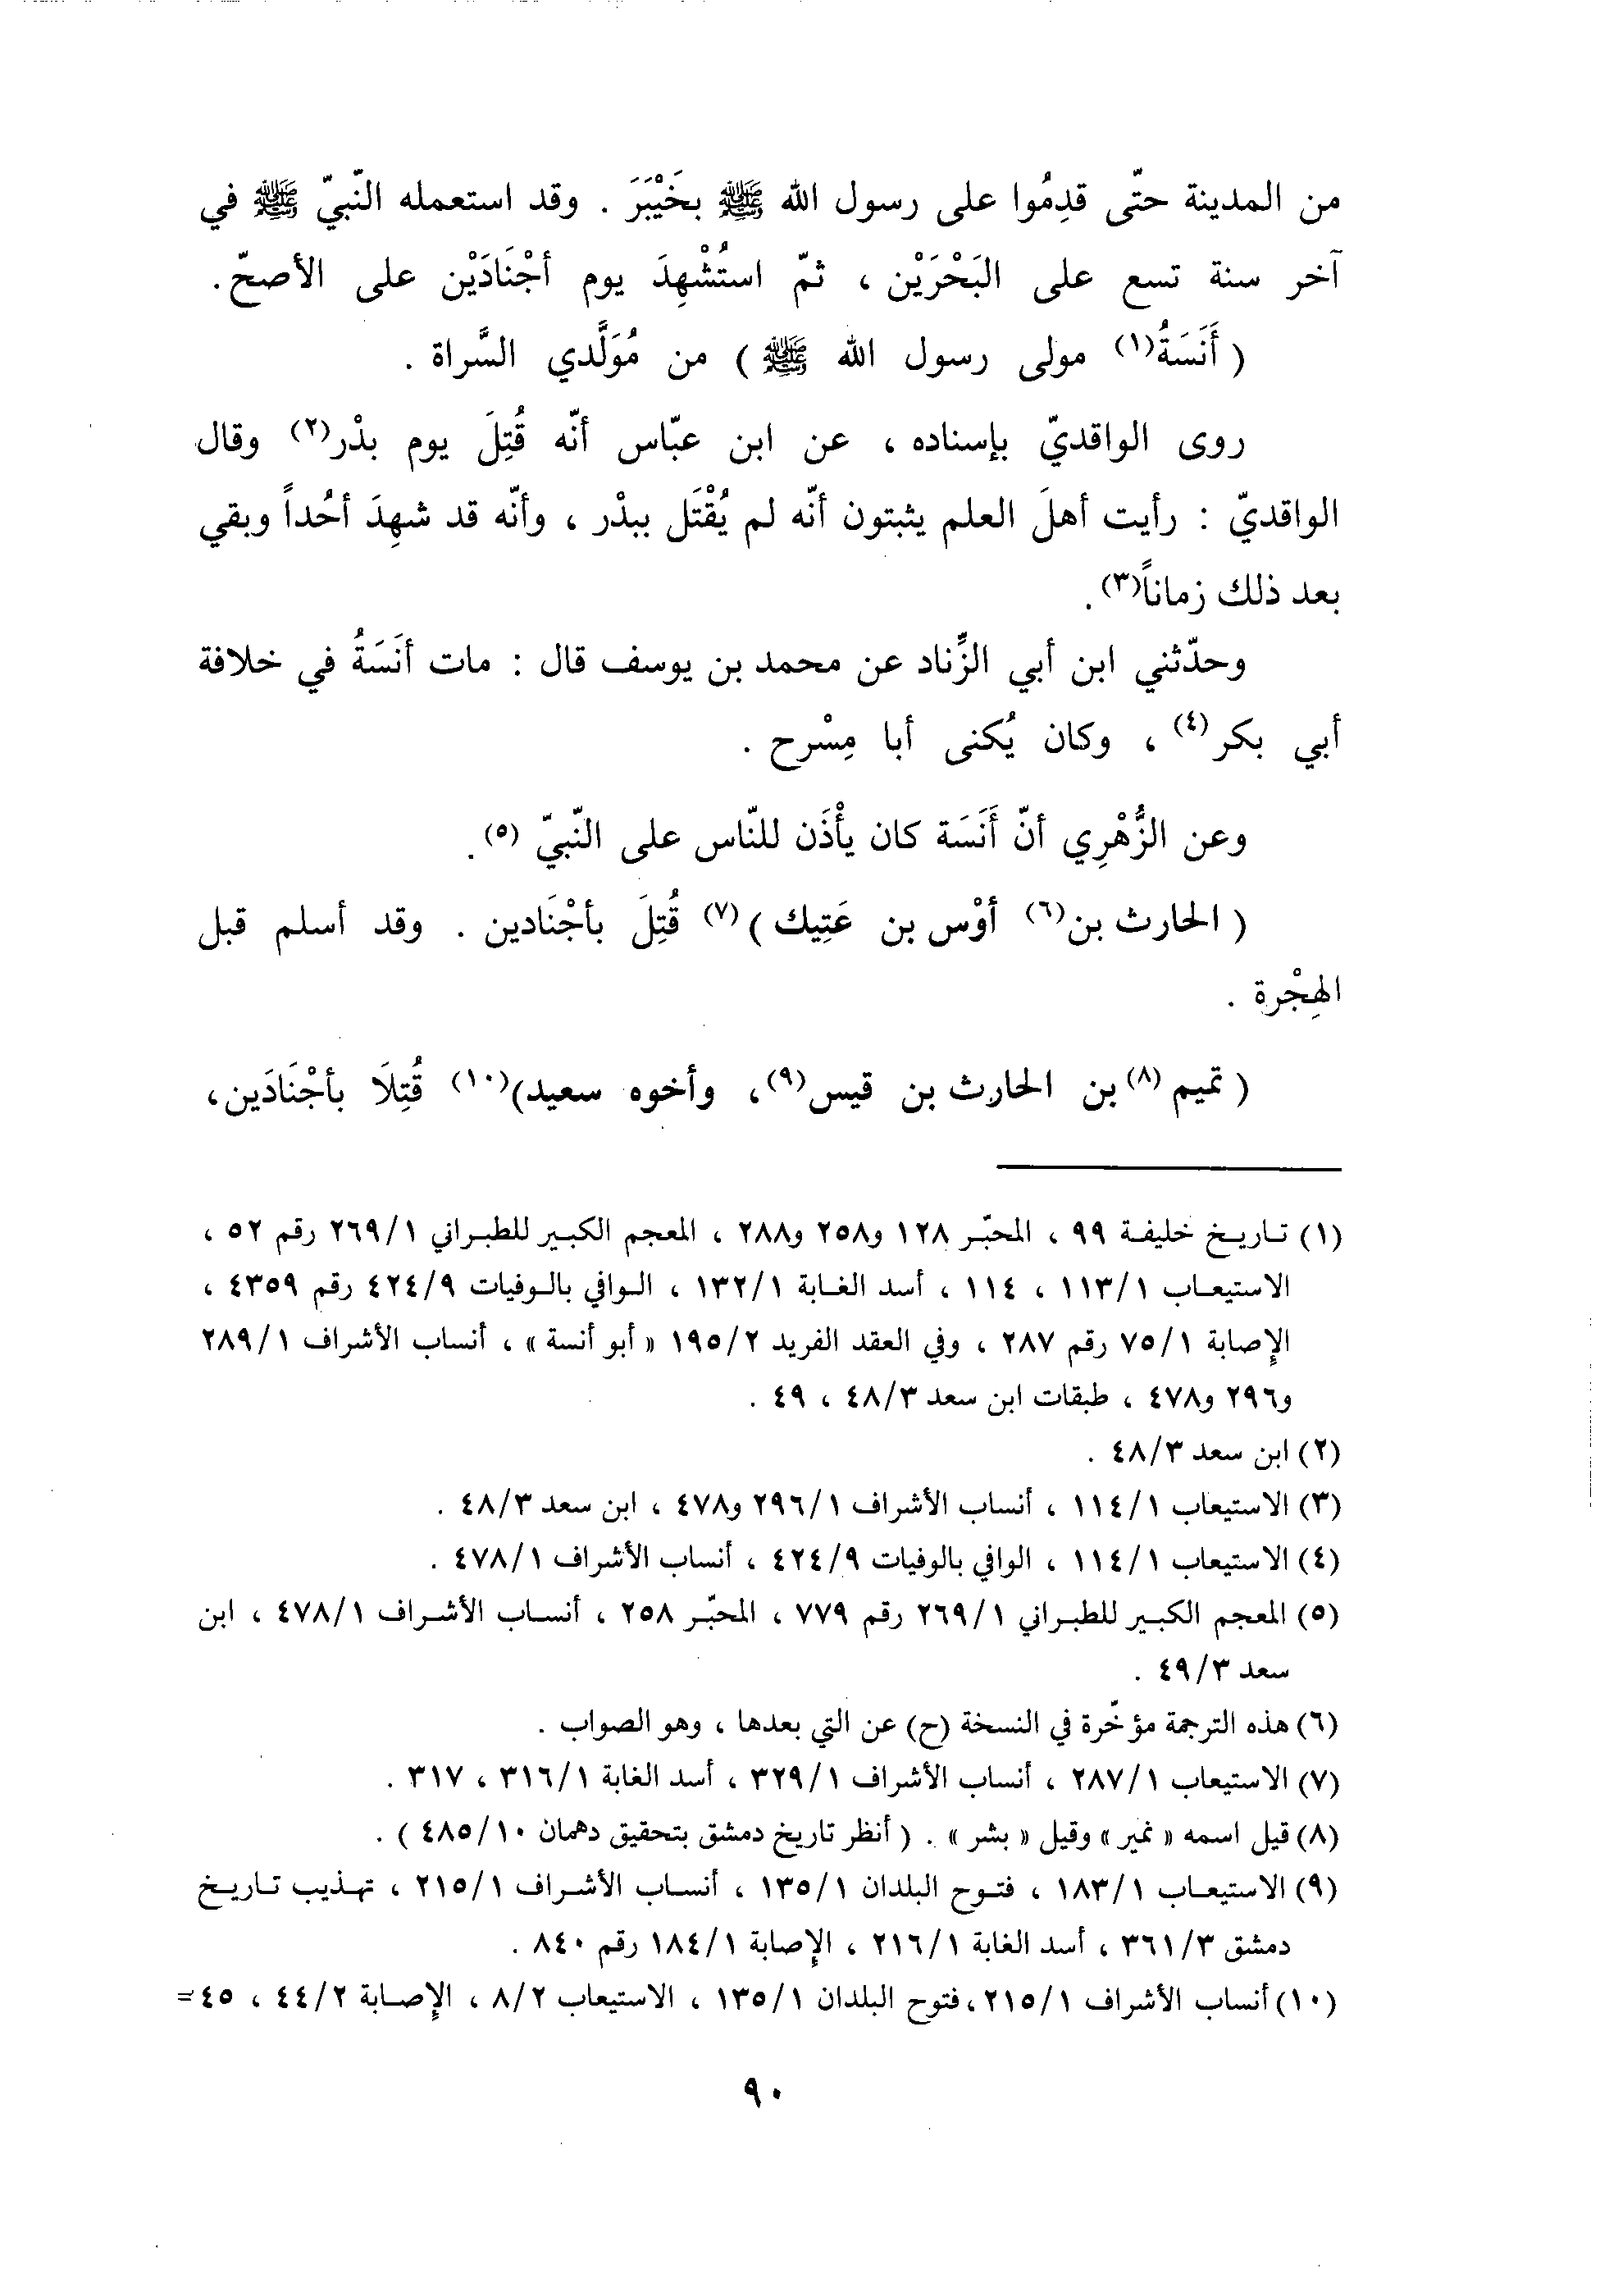 من المدينة حتّى قدِمُوا على رسول الله ﷺ بخَيْبَرَ . وقد استعمله النّبيّ ﷺ في
آخر سنة تسع على البَحْرَيْن ، ثمّ استُشْهِدَ يوم أجْنَادَيْن على الأصحّ .
( أَنَسَةُ(١) مولى رسول الله ﷺ ) من مُوَلَّدي السَّراة .
روى الواقديّ بإسناده ، عن ابن عبّاس أنّه قُتِلَ يوم بدْر(٢) وقال
الواقديّ : رأيت أهلَ العلم يثبتون أنّه لم يُقْتَل ببدْر ، وأنّه قد شهِدَ أحُداً وبقي
بعد ذلك زماناً(٣) .
وحدّثني ابن أبي الزِّناد عن محمد بن يوسف قال : مات أنَسَةُ في خلافة
أبي بكر(٤) ، وكان يُكنى أبا مِسْرح .
وعن الزُّهْرِي أنّ أَنَسَة كان يأْذَن للنّاس على النّبيّ (٥) .
( الحارث بن(٦) أوْس بن عَتِيك )(٧) قُتِلَ بأجْنَادين . وقد أسلم قبل
الهِجْرة .
( تميم (٨) بن الحارث بن قيس(٩) ، وأخوه سعيد)(١٠) قُتِلَا بأجْنَادَين ،
(١) تاريخ خليفة ٩٩ ، المحبّر ١٢٨ و٢٥٨ و٢٨٨ ، المعجم الكبير للطبراني ٢٦٩/١ رقم ٥٢ ،
الاستيعاب ١١٣/١ ، ١١٤ ، أسد الغابة ١٣٢/١ ، الوافي بالوفيات ٤٢٤/٩ رقم ٤٣٥٩ ،
الإصابة ٧٥/١ رقم ٢٨٧ ، وفي العقد الفريد ١٩٥/٢ « أبو أنسة » ، أنساب الأشراف ٢٨٩/١
و٢٩٦ و٤٧٨ ، طبقات ابن سعد ٤٨/٣ ، ٤٩ .
(٢) ابن سعد ٤٨/٣ .
(٣) الاستيعاب ١١٤/١ ، أنساب الأشراف ٢٩٦/١ و٤٧٨ ، ابن سعد ٤٨/٣ .
(٤) الاستيعاب ١١٤/١ ، الوافي بالوفيات ٤٢٤/٩ ، أنساب الأشراف ٤٧٨/١ .
(٥) المعجم الكبير للطبراني ٢٦٩/١ رقم ٧٧٩ ، المحبّر ٢٥٨ ، أنساب الأشراف ٤٧٨/١ ، ابن
سعد ٤٩/٣ .
(٦) هذه الترجمة مؤخّرة في النسخة (ح) عن التي بعدها ، وهو الصواب .
(٧) الاستيعاب ٢٨٧/١ ، أنساب الأشراف ٣٢٩/١ ، أسد الغابة ٣١٦/١ ، ٣١٧ .
(٨) قيل اسمه « نمير » وقيل « بشر » . ( أنظر تاريخ دمشق بتحقيق دهمان ٤٨٥/١٠ ) .
(٩) الاستيعاب ١٨٣/١ ، فتوح البلدان ١٣٥/١ ، أنساب الأشراف ٢١٥/١ ، تهذيب تاريخ
دمشق ٣٦١/٣ ، أسد الغابة ٢١٦/١ ، الإصابة ١٨٤/١ رقم ٨٤٠ .
(١٠) أنساب الأشراف ٢١٥/١ ، فتوح البلدان ١٣٥/١ ، الاستيعاب ٨/٢ ، الإصابة ٤٤/٢ ، ٤٥ =
٩٠